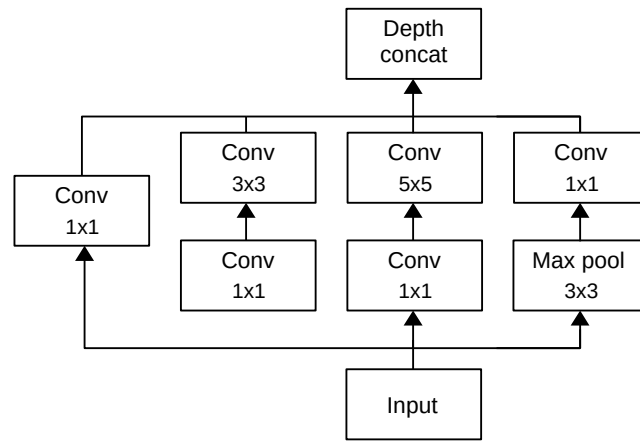 Depth
concat
Conv
3x3
Conv
5x5
Conv
1x1
Conv
1x1
Conv
1x1
Conv
1x1
Max pool
3x3
Input